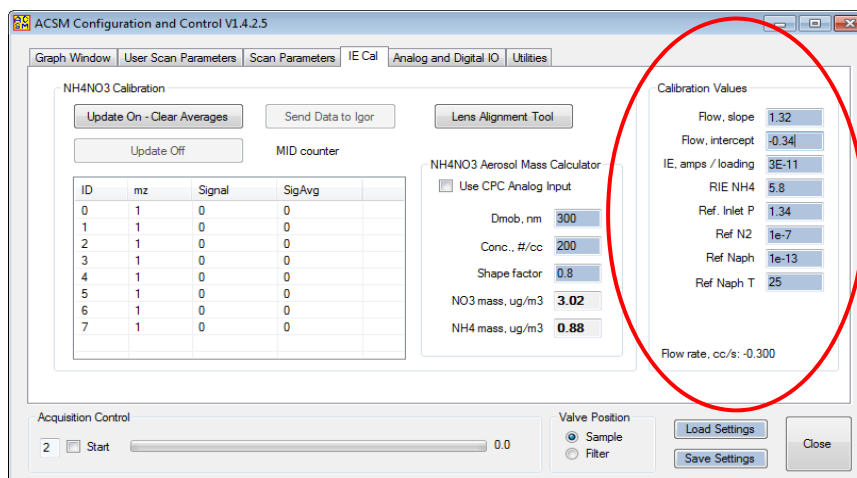 ACSM Configuration and Control V1.4.2.5
Graph Window User Scan Parameters Scan Parameters IE Cal Analog and Digital IO Utilities
NH4NO3 Calibration
Update On - Clear Averages Send Data to Igor Lens Alignment Tool
Update Off MID counter
ID mz Signal SigAvg
0 1 0 0
1 1 0 0
2 1 0 0
3 1 0 0
4 1 0 0
5 1 0 0
6 1 0 0
7 1 0 0
NH4NO3 Aerosol Mass Calculator
Use CPC Analog Input
Dmob, nm 300
Conc., #/cc 200
Shape factor 0.8
NO3 mass, ug/m3 3.02
NH4 mass, ug/m3 0.88
Calibration Values
Flow, slope 1.32
Flow, intercept -0.34
IE, amps / loading 3E-11
RIE NH4 5.8
Ref. Inlet P 1.34
Ref N2 1e-7
Ref Naph 1e-13
Ref Naph T 25
Flow rate, cc/s: -0.300
Acquisition Control
2 Start 0.0
Valve Position
Sample
Filter
Load Settings
Save Settings
Close